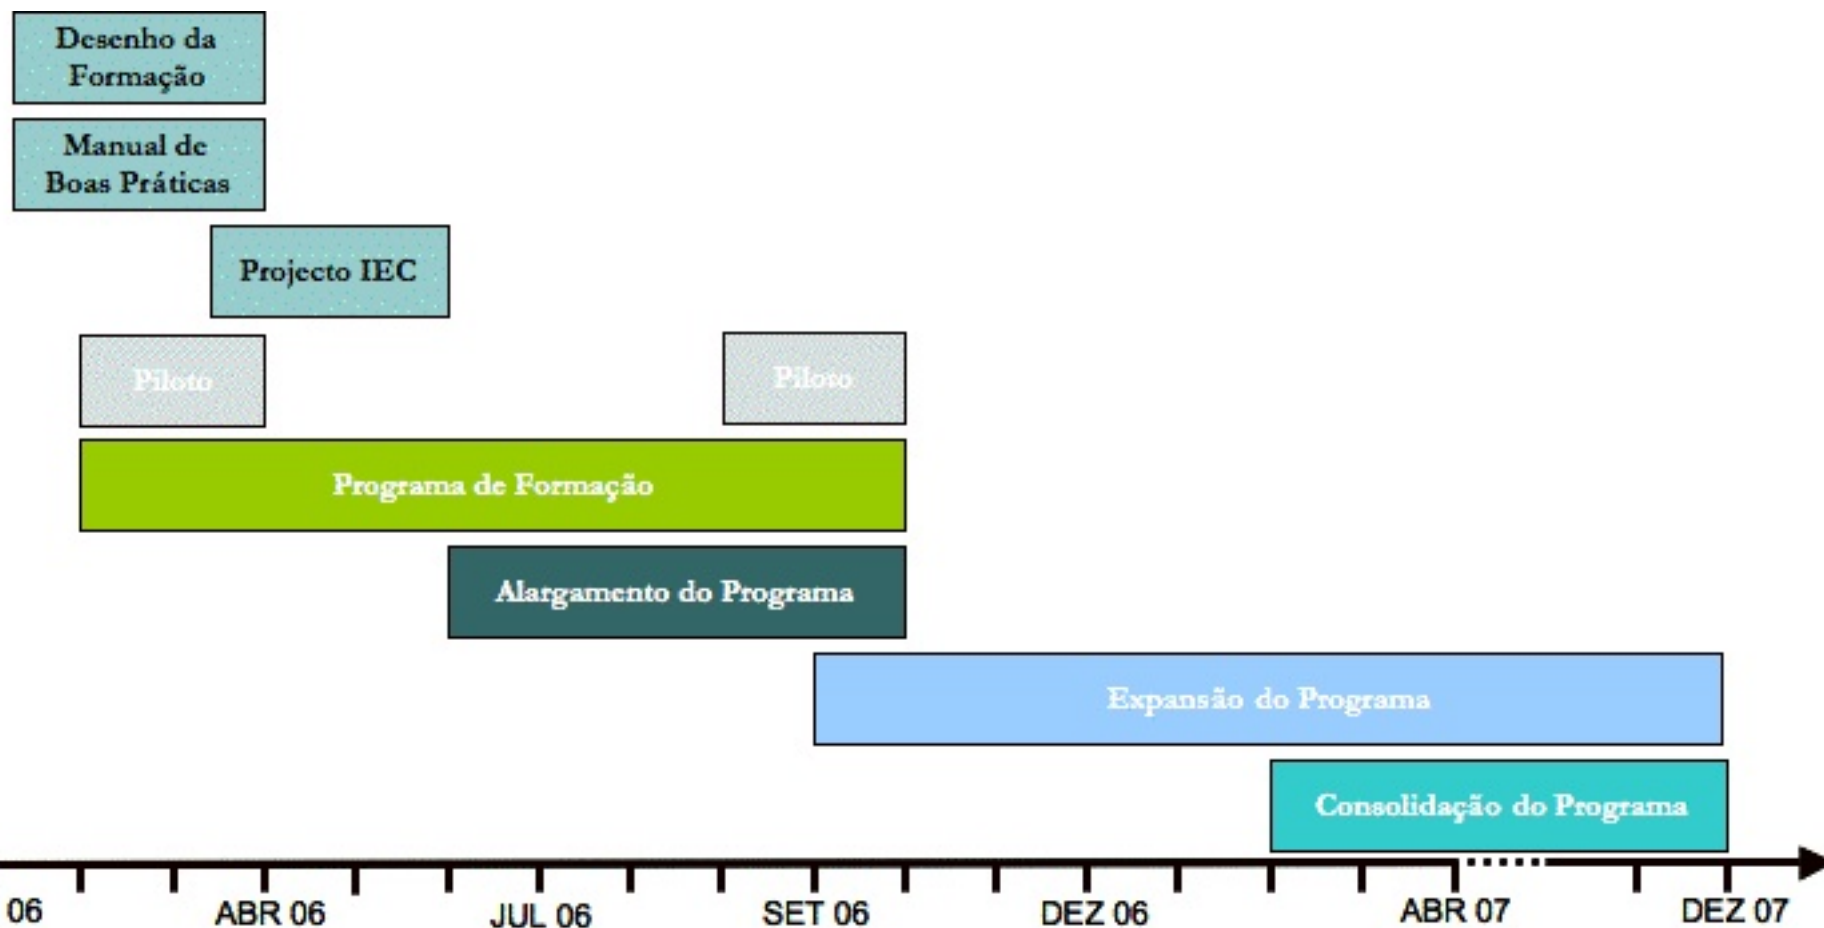 Desenho da
Formação
Manual de
Boas Práticas
Projecto IEC
Piloto
Piloto
Programa de Formação
Alargamento do Programa
Expansão do Programa
Consolidação do Programa
06
ABR 06
JUL 06
SET 06
DEZ 06
ABR 07
DEZ 07